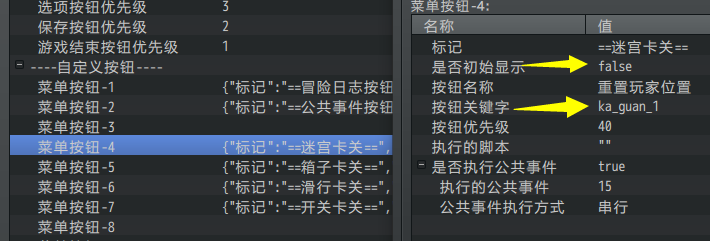 选项按钮优先级 3
保存按钮优先级 2
游戏结束按钮优先级 1
----自定义按钮----
菜单按钮-1 {"标记":"==冒险日志按钮
菜单按钮-2 {"标记":"==公共事件按钮
菜单按钮-3
菜单按钮-4 {"标记":"==迷宫卡关==",
菜单按钮-5 {"标记":"==箱子卡关==",
菜单按钮-6 {"标记":"==滑行卡关==",
菜单按钮-7 {"标记":"==开关卡关==",
菜单按钮-8
菜单按钮-4:
名称 值
标记 ==迷宫卡关==
是否初始显示 false
按钮名称 重置玩家位置
按钮关键字 ka_guan_1
按钮优先级 40
执行的脚本 ""
是否执行公共事件 true
执行的公共事件 15
公共事件执行方式 串行